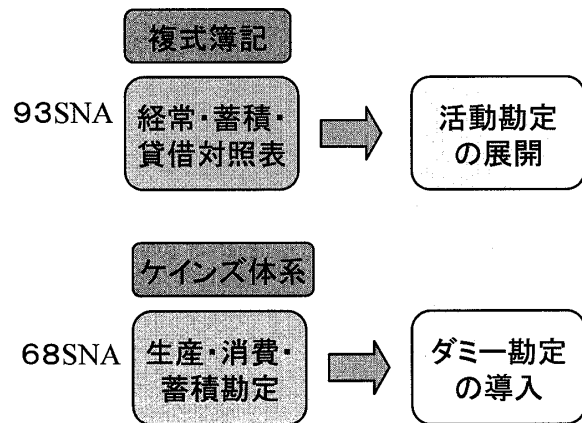 複式簿記
93SNA
経常・蓄積・
貸借対照表
活動勘定
の展開
ケインズ体系
68SNA
生産・消費・
蓄積勘定
ダミー勘定
の導入